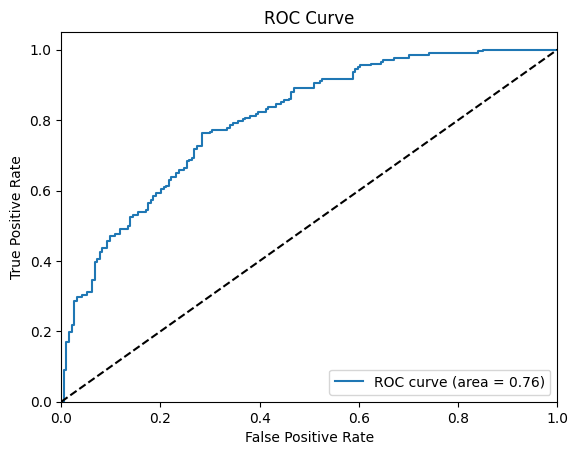 ROC Curve
True Positive Rate
1.0
0.8
0.6
0.4
0.2
0.0
ROC curve (area = 0.76)
0.0 0.2 0.4 0.6 0.8 1.0
False Positive Rate